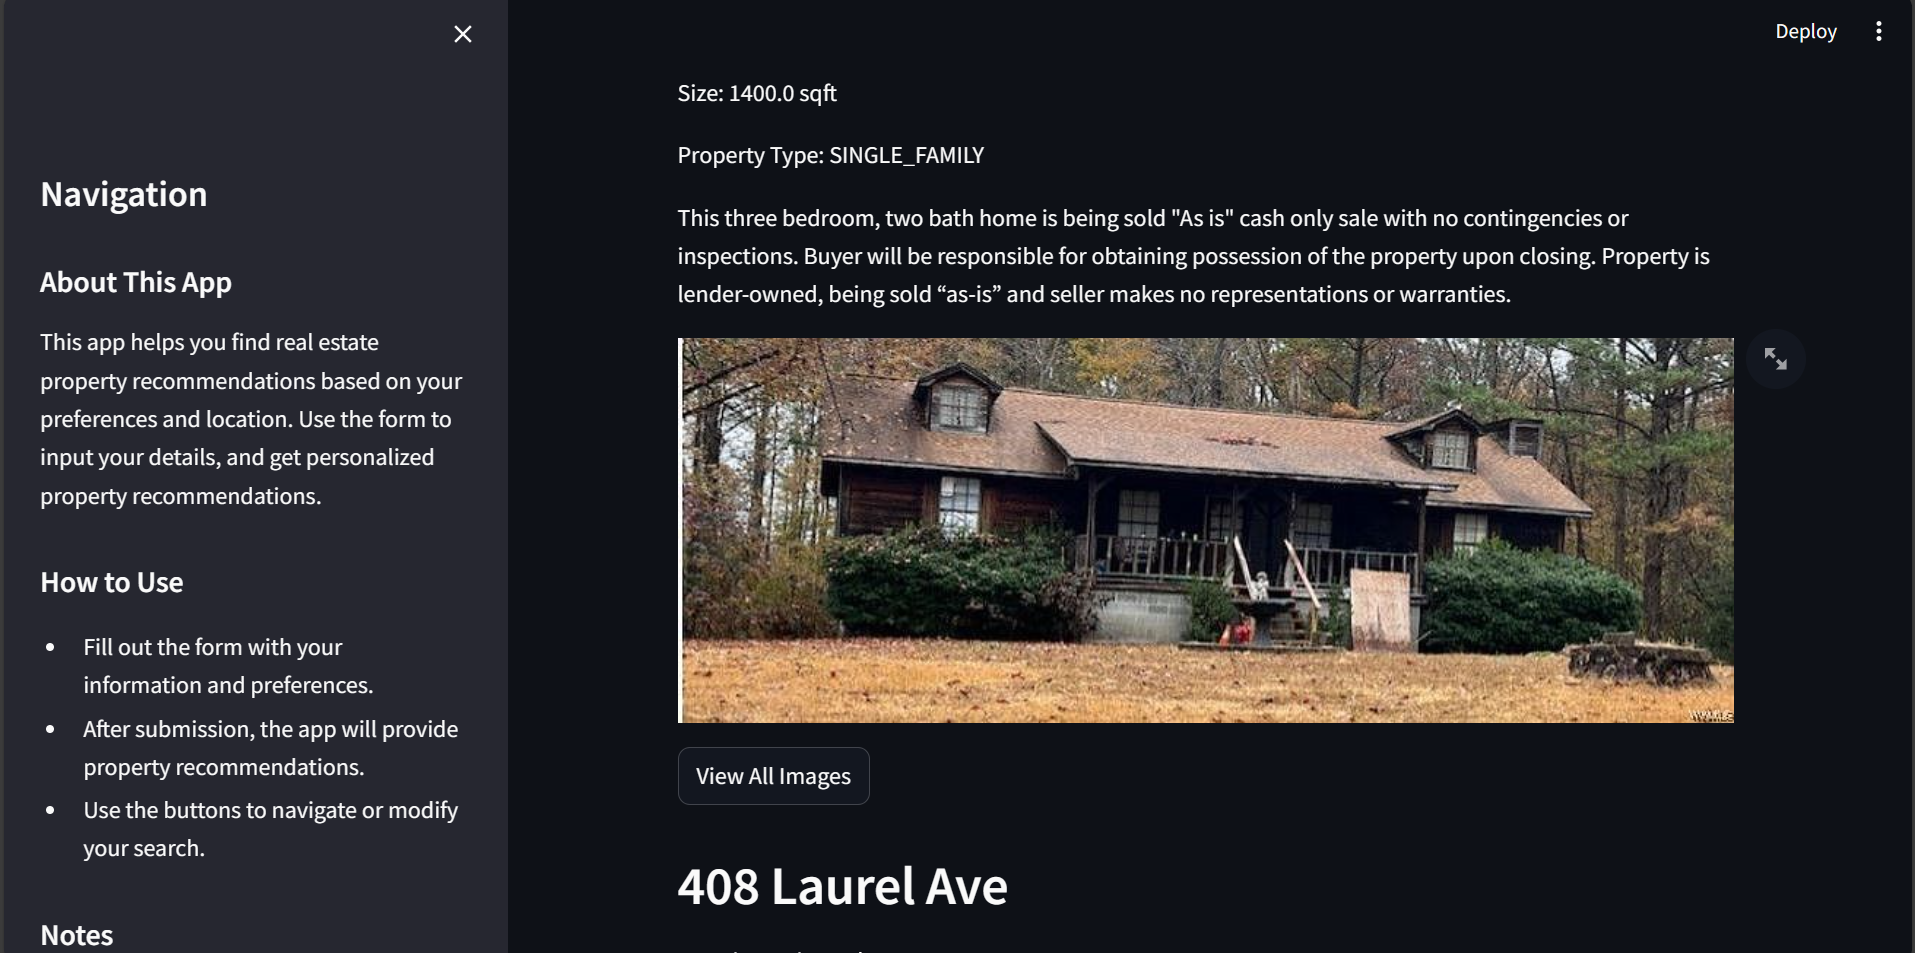 Deploy
Navigation
About This App
This app helps you find real estate
property recommendations based on your
preferences and location. Use the form to
input your details, and get personalized
property recommendations.
How to Use
Fill out the form with your
information and preferences.
After submission, the app will provide
property recommendations.
Use the buttons to navigate or modify
your search.
Notes
Size: 1400.0 sqft
Property Type: SINGLE_FAMILY
This three bedroom, two bath home is being sold "As is" cash only sale with no contingencies or
inspections. Buyer will be responsible for obtaining possession of the property upon closing. Property is
lender-owned, being sold “as-is” and seller makes no representations or warranties.
View All Images
408 Laurel Ave